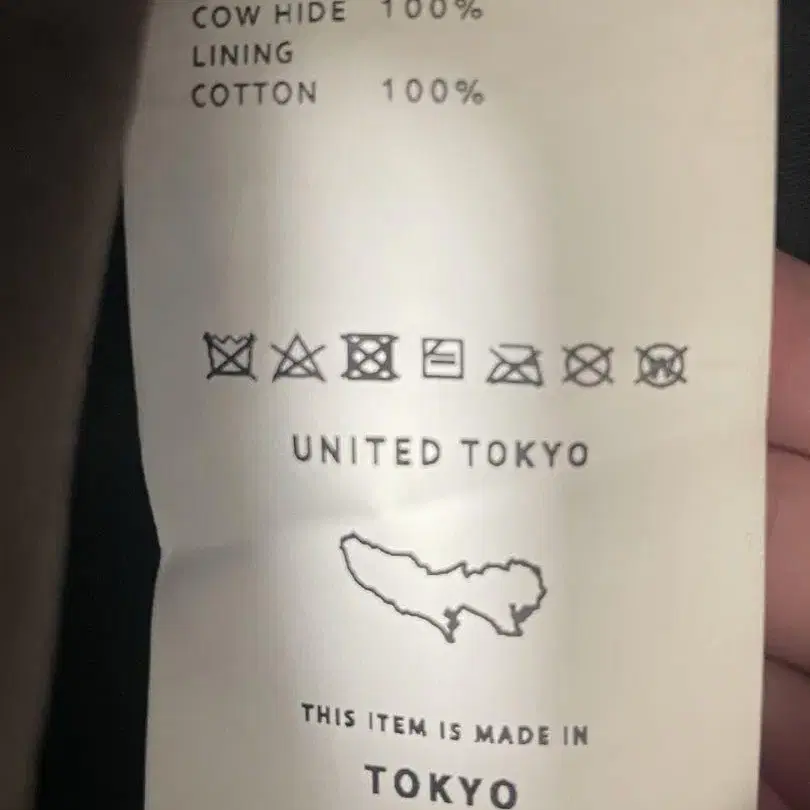 COW HIDE 100%
LINING
COTTON 100%
W
UNITED TOKYO
THIS ITEM IS MADE IN
TOKYO